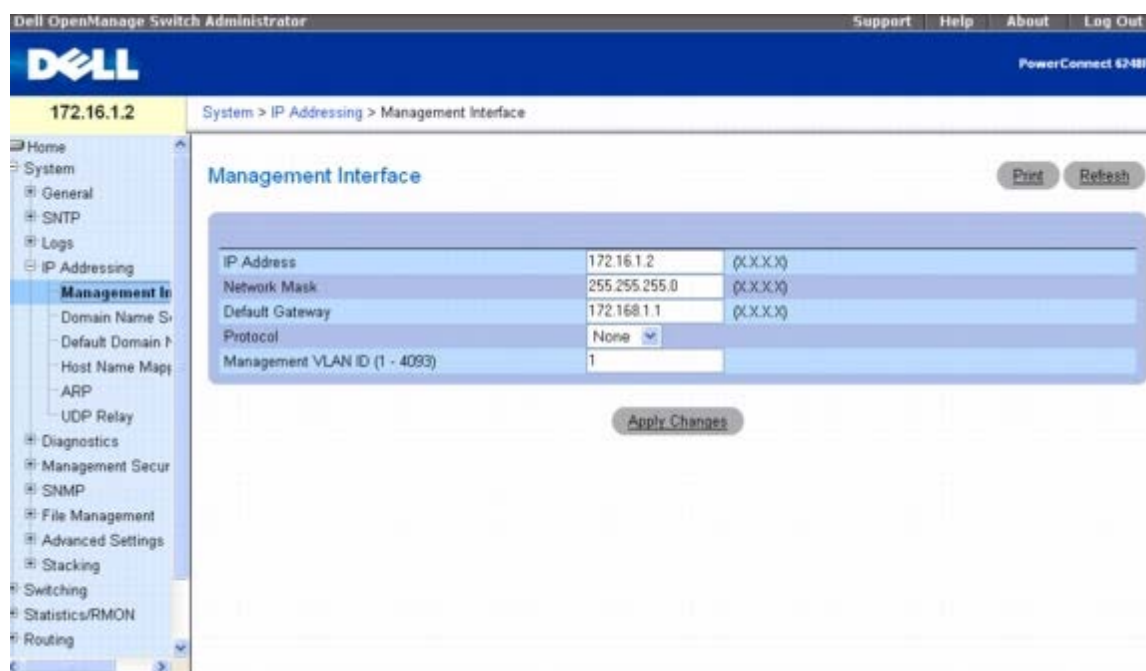 Dell OpenManage Switch Administrator
Support Help About Log Out
DELL
PowerConnect 6248
172.16.1.2
System > IP Addressing > Management Interface
Home
System
General
SNTP
Logs
IP Addressing
Management In
Domain Name S
Default Domain N
Host Name Mapp
ARP
UDP Relay
Diagnostics
Management Secur
SNMP
File Management
Advanced Settings
Stacking
Switching
Statistics/RMON
Routing
Management Interface
Print Refresh
IP Address 172.16.1.2 (X.X.X.X)
Network Mask 255.255.255.0 (X.X.X.X)
Default Gateway 172.168.1.1 (X.X.X.X)
Protocol None
Management VLAN ID (1 - 4093) 1
Apply Changes